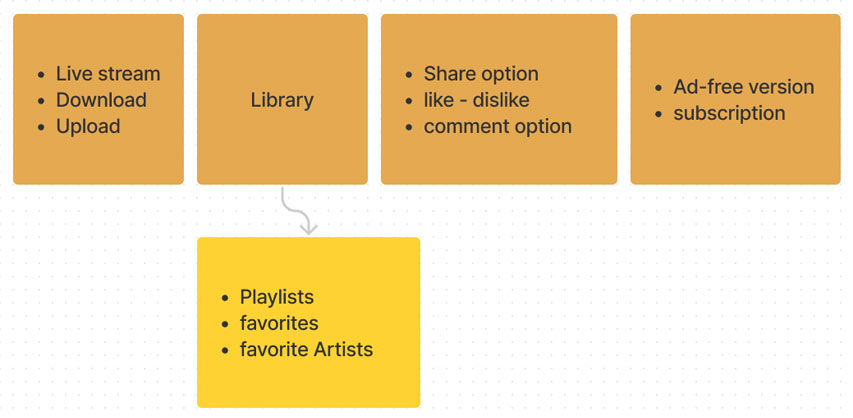 • Live stream
• Download
• Upload
Library
• Share option
• like - dislike
• comment option
• Ad-free version
• subscription
• Playlists
• favorites
• favorite Artists